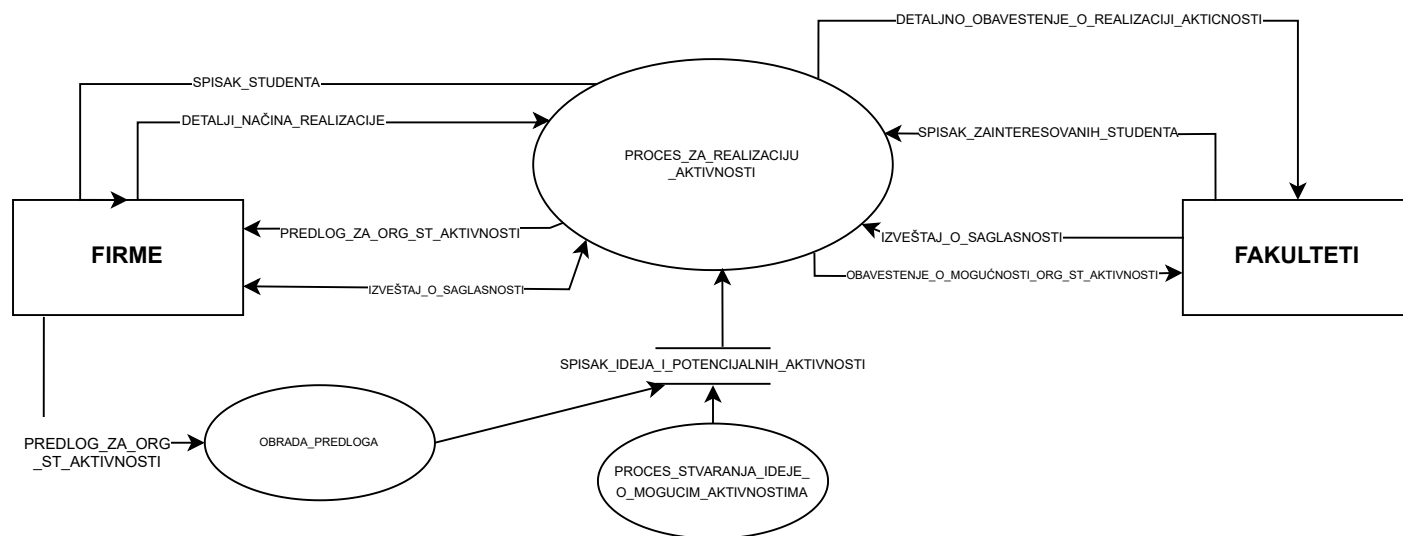 DETALJNO_OBAVESTENJE_O_REALIZACIJI_AKTICNOSTI
SPISAK_STUDENTA
DETALJI_NAČINA_REALIZACIJE
SPISAK_ZAINTERESOVANIH_STUDENTA
PROCES_ZA_REALIZACIJU
_AKTIVNOSTI
PREDLOG_ZA_ORG_ST_AKTIVNOSTI
IZVEŠTAJ_O_SAGLASNOSTI
FIRME
FAKULTETI
OBAVESTENJE_O_MOGUĆNOSTI_ORG_ST_AKTIVNOSTI
IZVEŠTAJ_O_SAGLASNOSTI
SPISAK_IDEJA_I_POTENCIJALNIH_AKTIVNOSTI
PREDLOG_ZA_ORG
_ST_AKTIVNOSTI
OBRADA_PREDLOGA
PROCES_STVARANJA_IDEJE_
O_MOGUCIM_AKTIVNOSTIMA